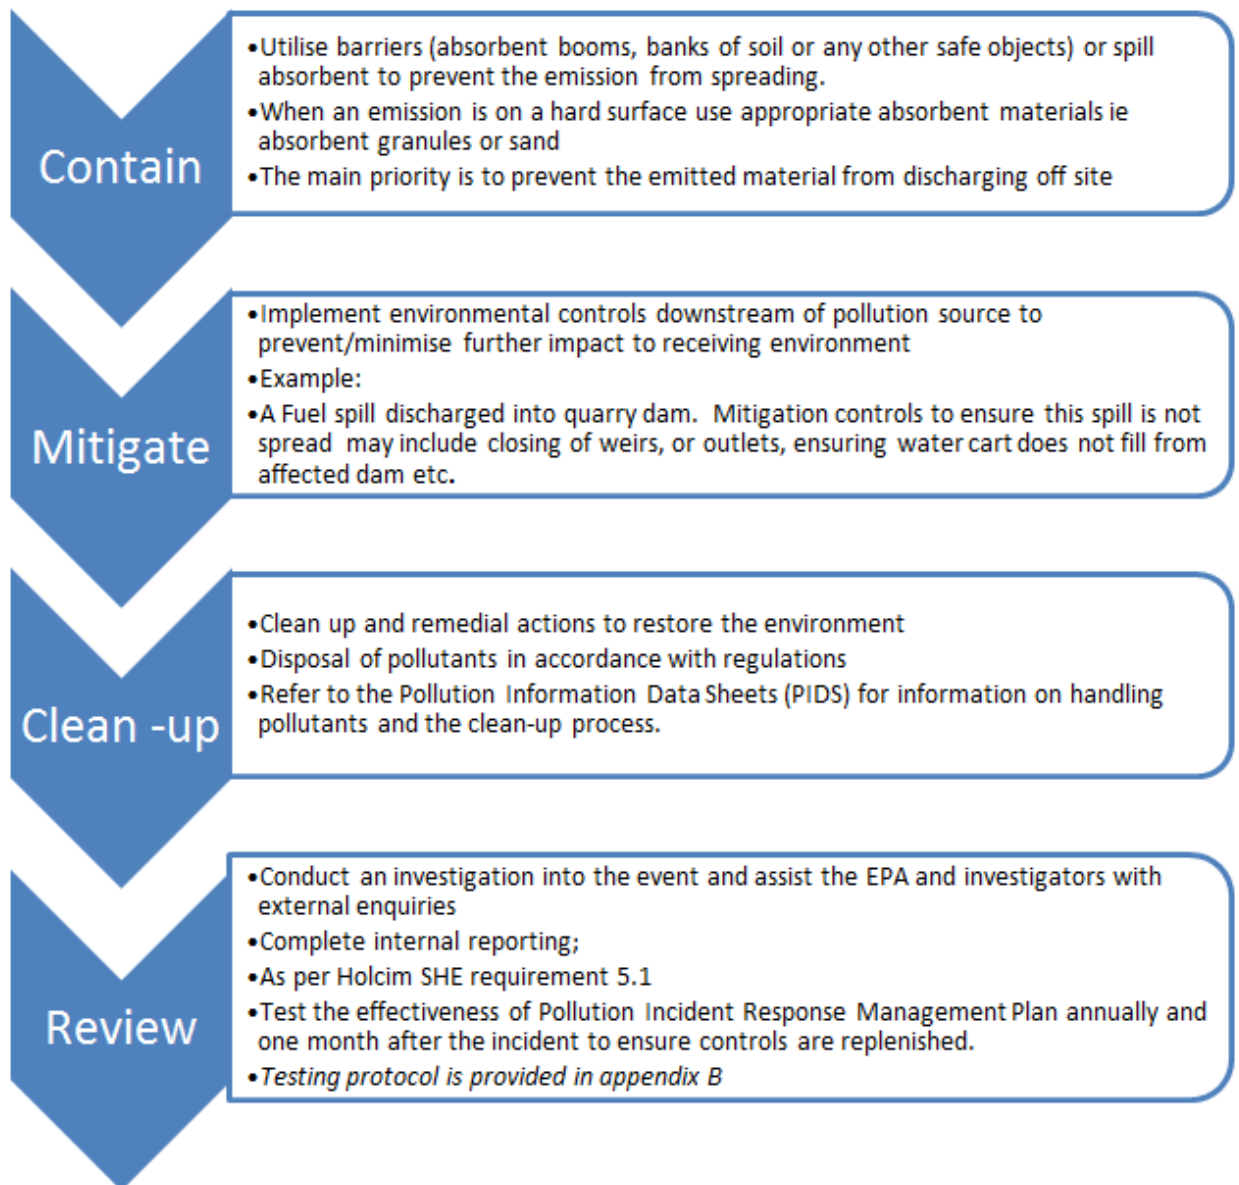 Contain
•Utilise barriers (absorbent booms, banks of soil or any other safe objects) or spill
absorbent to prevent the emission from spreading.
•When an emission is on a hard surface use appropriate absorbent materials ie
absorbent granules or sand
•The main priority is to prevent the emitted material from discharging off site
Mitigate
•Implement environmental controls downstream of pollution source to
prevent/minimise further impact to receiving environment
•Example:
•A Fuel spill discharged into quarry dam. Mitigation controls to ensure this spill is not
spread may include closing of weirs, or outlets, ensuring water cart does not fill from
affected dam etc.
Clean -up
•Clean up and remedial actions to restore the environment
•Disposal of pollutants in accordance with regulations
•Refer to the Pollution Information Data Sheets (PIDS) for information on handling
pollutants and the clean-up process.
Review
•Conduct an investigation into the event and assist the EPA and investigators with
external enquiries
•Complete internal reporting;
•As per Holcim SHE requirement 5.1
•Test the effectiveness of Pollution Incident Response Management Plan annually and
one month after the incident to ensure controls are replenished.
•Testing protocol is provided in appendix B